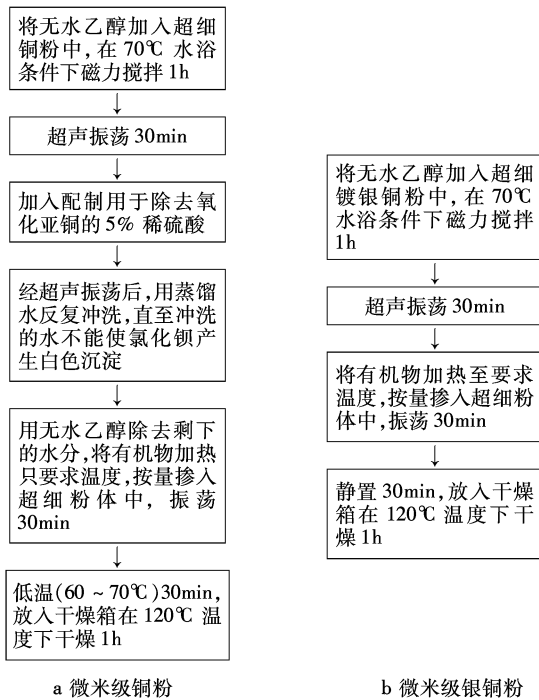 将无水乙醇加入超细
铜粉中，在70℃ 水浴
条件下磁力搅拌1h
超声振荡30min
加入配制用于除去氧
化亚铜的5% 稀硫酸
经超声振荡后，用蒸馏
水反复冲洗，直至冲洗
的水不能使氯化钡产
生白色沉淀
用无水乙醇除去剩下
的水分，将有机物加热
只要求温度，按量掺入
超细粉体中，振荡
30min
低温（60～70℃）30min，
放入干燥箱在120℃ 温
度下干燥1h
a 微米级铜粉
将无水乙醇加入超细
镀银铜粉中，在70℃
水浴条件下磁力搅拌
1h
超声振荡30min
将有机物加热至要求
温度，按量掺入超细粉
体中，振荡30min
静置30min，放入干燥
箱在120℃温度下干
燥1h
b 微米级银铜粉